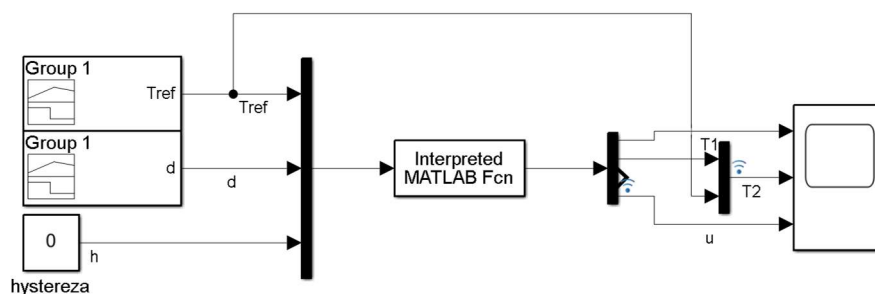 Group 1
Tref
Tref
Group 1
d
d
0
h
hystereza
Interpreted
MATLAB Fcn
T1
T2
u